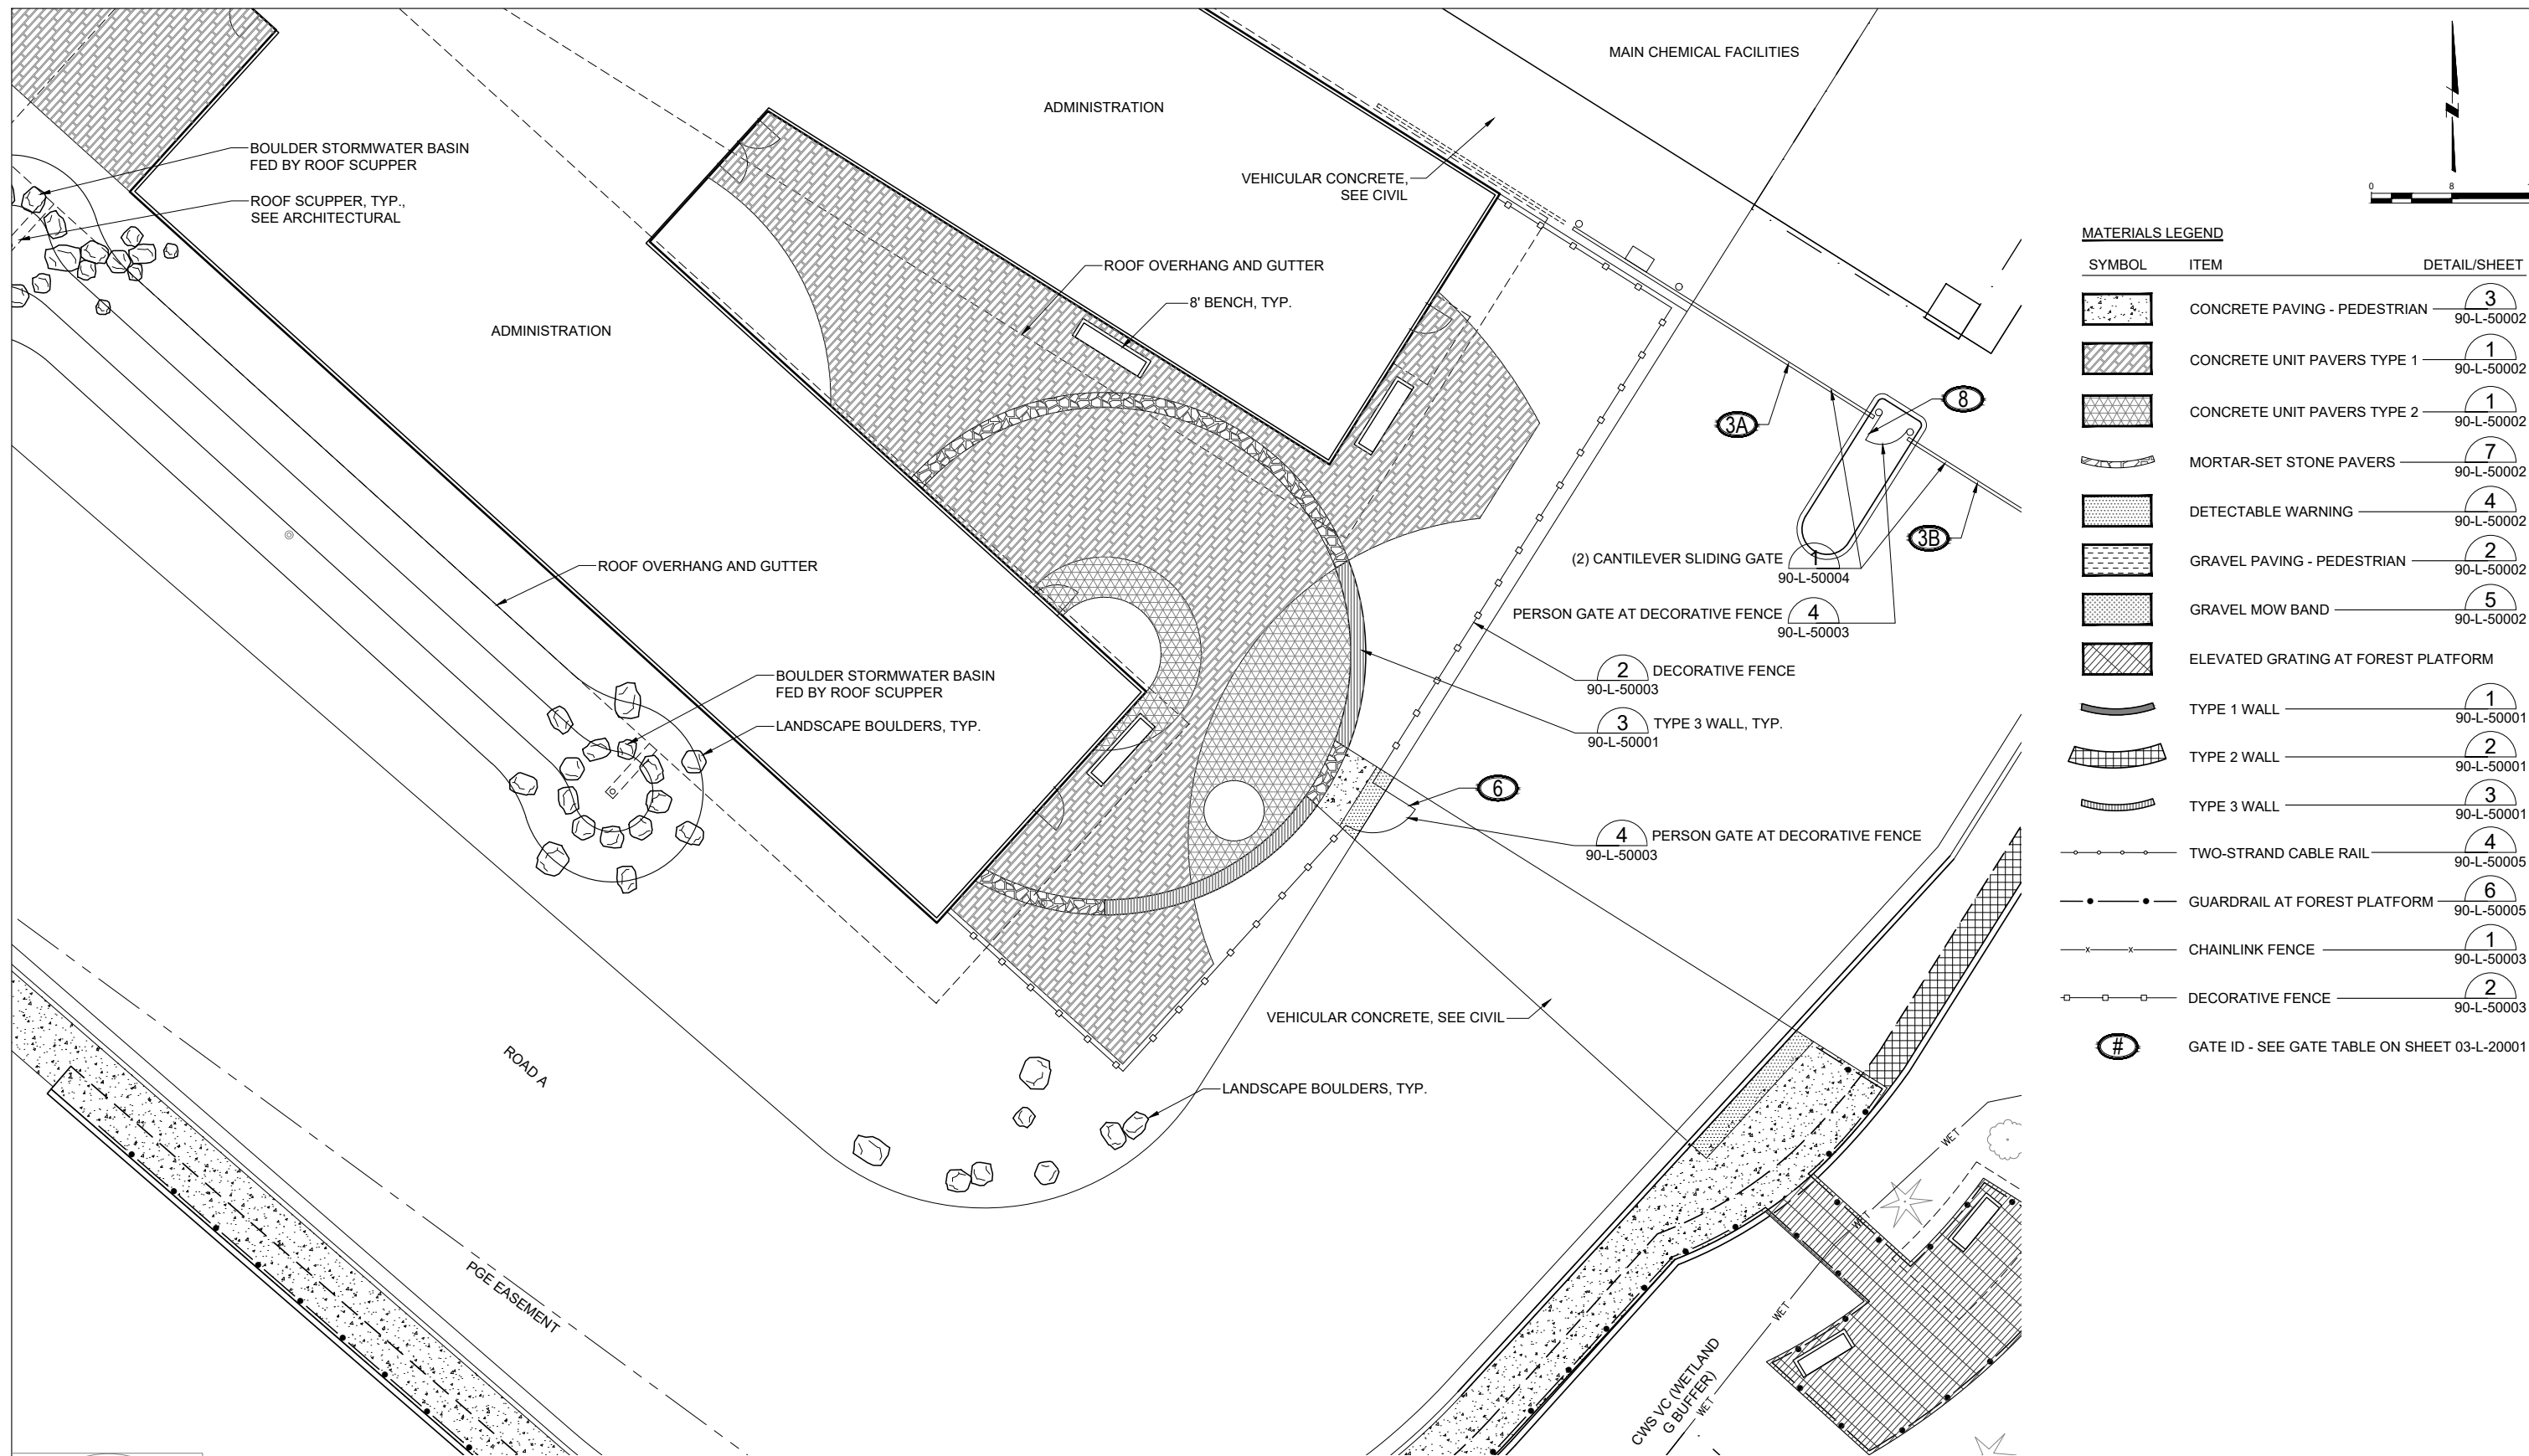 MAIN CHEMICAL FACILITIES
ADMINISTRATION
BOULDER STORMWATER BASIN
FED BY ROOF SCUPPER
ROOF SCUPPER, TYP.,
SEE ARCHITECTURAL
VEHICULAR CONCRETE,
SEE CIVIL
ROOF OVERHANG AND GUTTER
8' BENCH, TYP.
ADMINISTRATION
3A
8
3B
(2) CANTILEVER SLIDING GATE
1
90-L-50004
PERSON GATE AT DECORATIVE FENCE
4
90-L-50003
ROOF OVERHANG AND GUTTER
2
90-L-50003
DECORATIVE FENCE
BOULDER STORMWATER BASIN
FED BY ROOF SCUPPER
LANDSCAPE BOULDERS, TYP.
3
90-L-50001
TYPE 3 WALL, TYP.
6
4
90-L-50003
PERSON GATE AT DECORATIVE FENCE
VEHICULAR CONCRETE, SEE CIVIL
ROAD A
LANDSCAPE BOULDERS, TYP.
PGE EASEMENT
WET
WET
WET
WET
CWS VC (WETLAND
G BUFFER)
N
0 8
MATERIALS LEGEND
SYMBOL ITEM DETAIL/SHEET
CONCRETE PAVING - PEDESTRIAN 3
90-L-50002
CONCRETE UNIT PAVERS TYPE 1 1
90-L-50002
CONCRETE UNIT PAVERS TYPE 2 1
90-L-50002
MORTAR-SET STONE PAVERS 7
90-L-50002
DETECTABLE WARNING 4
90-L-50002
GRAVEL PAVING - PEDESTRIAN 2
90-L-50002
GRAVEL MOW BAND 5
90-L-50002
ELEVATED GRATING AT FOREST PLATFORM
TYPE 1 WALL 1
90-L-50001
TYPE 2 WALL 2
90-L-50001
TYPE 3 WALL 3
90-L-50001
TWO-STRAND CABLE RAIL 4
90-L-50005
GUARDRAIL AT FOREST PLATFORM 6
90-L-50005
CHAINLINK FENCE 1
90-L-50003
DECORATIVE FENCE 2
90-L-50003
# GATE ID - SEE GATE TABLE ON SHEET 03-L-20001